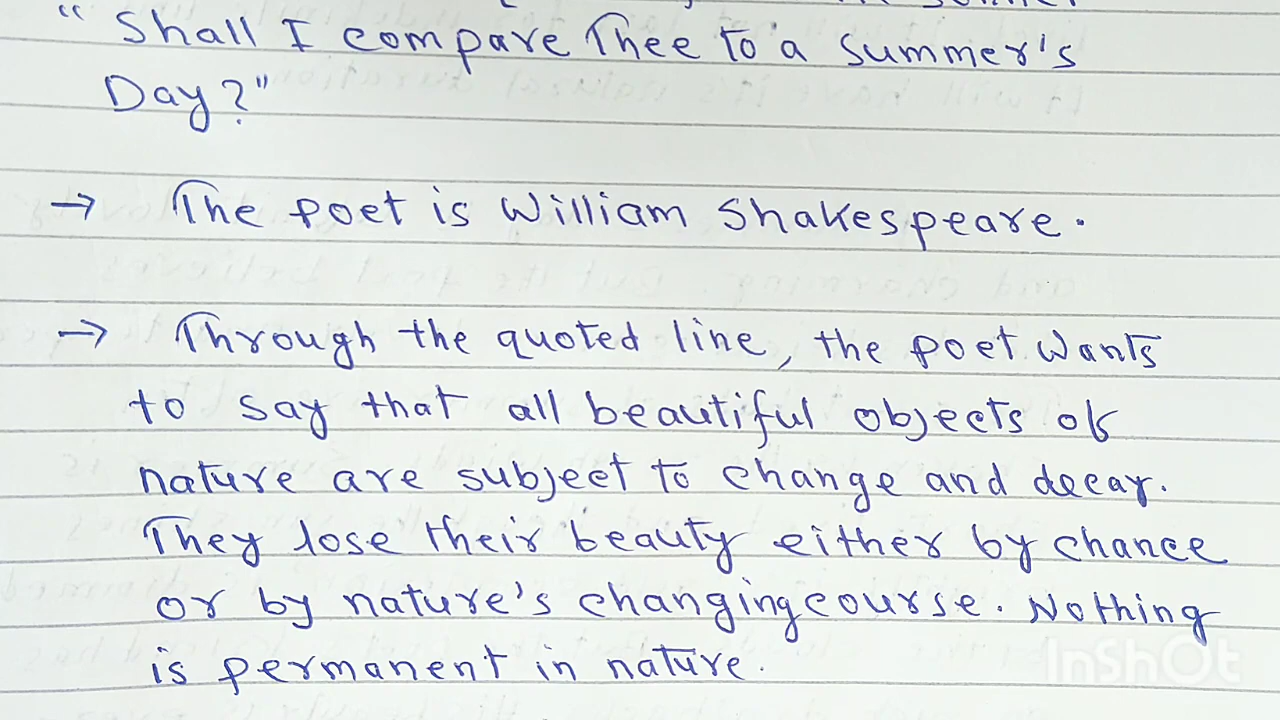 "Shall I compare Thee to a summer's
Day?"
→ The poet is William Shakespeare.
→ Through the quoted line, the poet wants
to say that all beautiful objects of
nature are subject to change and decay.
They lose their beauty either by chance
or by nature's changing course. Nothing
is permanent in nature.
InShOt